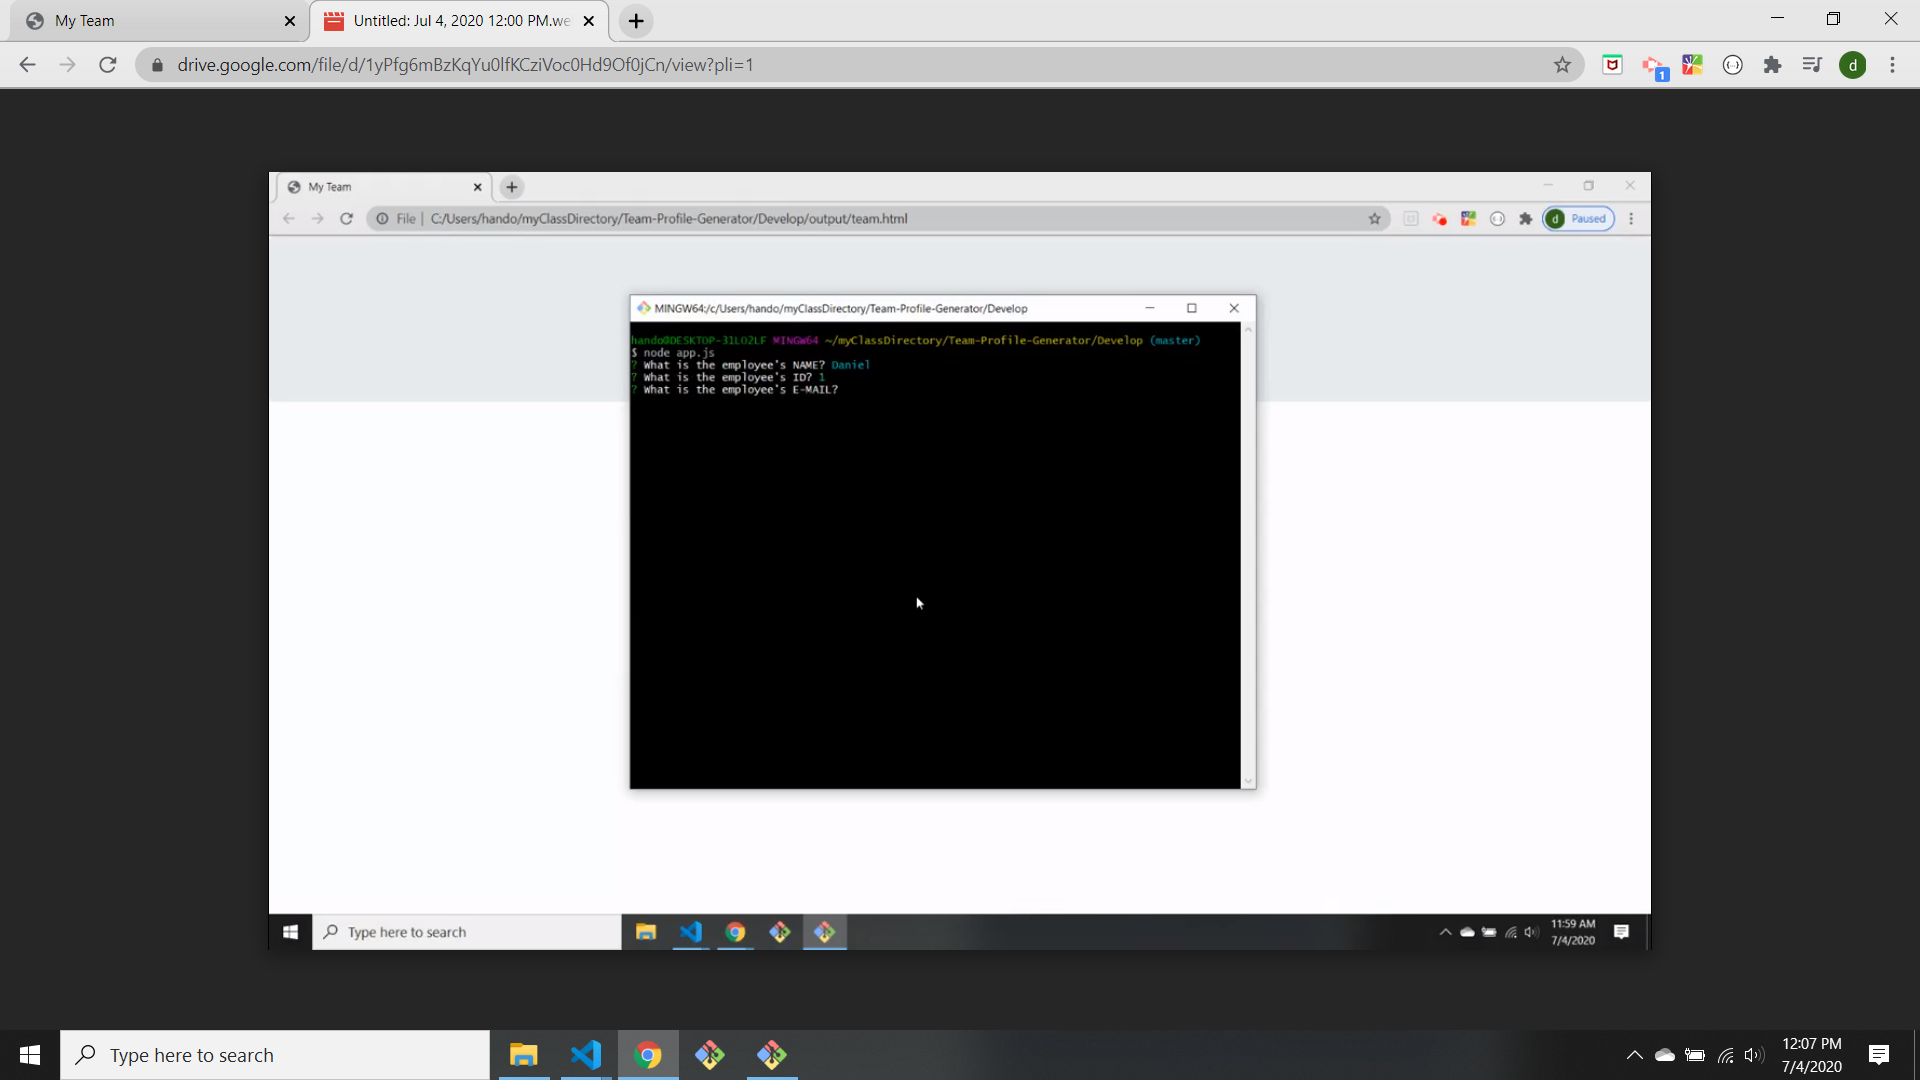 My Team
Untitled: Jul 4, 2020 12:00 PM.we
drive.google.com/file/d/1yPfg6mBzKqYu0lfKCziVoc0Hd9Of0jCn/view?pli=1
1
d
My Team
File | C:/Users/hando/myClassDirectory/Team-Profile-Generator/Develop/output/team.html
d Paused
MINGW64:/c/Users/hando/myClassDirectory/Team-Profile-Generator/Develop
hando@DESKTOP-31LO2LF MINGW64 ~/myClassDirectory/Team-Profile-Generator/Develop (master)
$ node app.js
? What is the employee's NAME? Daniel
? What is the employee's ID? 1
? What is the employee's E-MAIL?
Type here to search
11:59 AM
7/4/2020
Type here to search
12:07 PM
7/4/2020